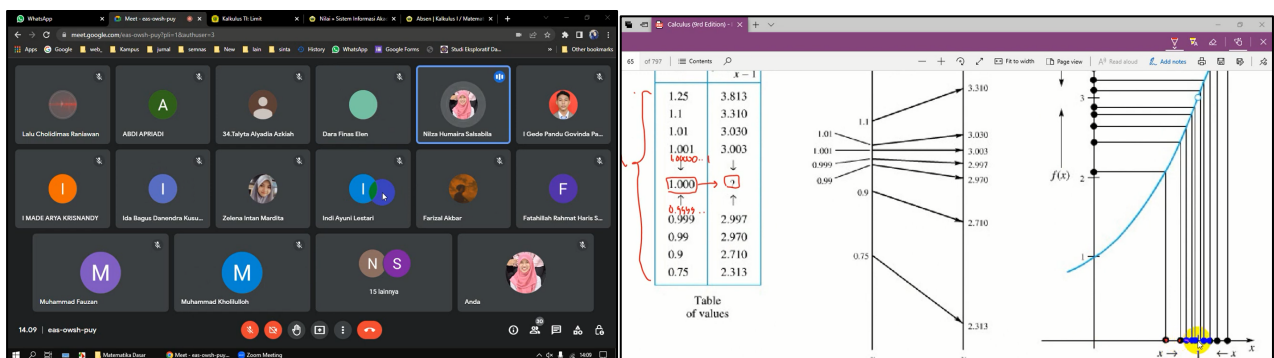 WhatsApp
Meet - eas-owsh-puy
Kalkulus TI: Limit
Nilai • Sistem Informasi Aka
Absen | Kalkulus I / Matemat
meet.google.com/eas-owsh-puy?pli=1&authuser=3
Apps Google web_ Kampus jurnal semnas New lain sinta History WhatsApp Google Forms Studi Eksploratif Da... » Other bookmarks
Lalu Cholidimas Raniawan
A
ABDI APRIADI
34.Talyta Alyadia Azkiah
Dara Finas Elen
Nilza Humaira Salsabila
I Gede Pandu Govinda Pa...
I
I MADE ARYA KRISNANDY
I
Ida Bagus Danendra Kusu...
Zelena Intan Mardita
I
Indi Ayuni Lestari
Farizal Akbar
F
Fatahillah Rahmat Haris S...
M
Muhammad Fauzan
M
Muhammad Kholilulloh
N S
15 lainnya
Anda
14.09 | eas-owsh-puy
30
Matematika Dasar
Meet - eas-owsh-puy...
Zoom Meeting
1409
Calculus (9rd Edition) -
65 of 797 Contents
Fit to width Page view Read aloud Add notes
x − 1
1.25 3.813
1.1 3.310
1.01 3.030
1.001 3.003
↓ ↓
1.000 → ?
↑ ↑
0.9999..
0.999 2.997
0.99 2.970
0.9 2.710
0.75 2.313
Table
of values
1.1
1.01
1.001
0.999
0.99
0.9
0.75
3.310
3.030
3.003
2.997
2.970
2.710
2.313
3
f(x)
2
1
x → 1 ← x
x